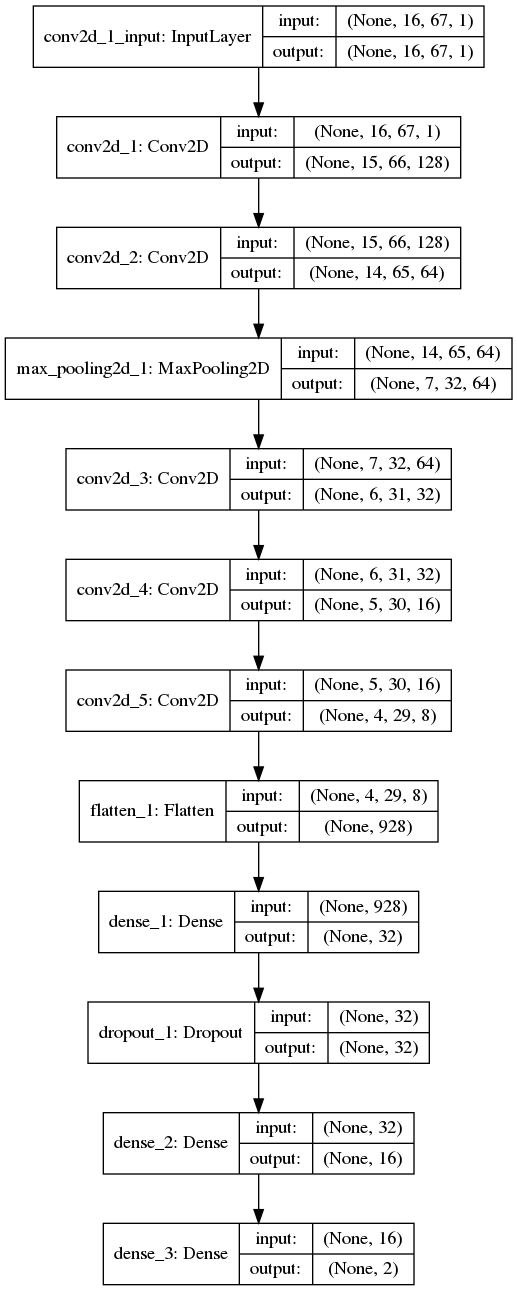 conv2d_1_input: InputLayer
input:
(None, 16, 67, 1)
output:
(None, 16, 67, 1)
conv2d_1: Conv2D
input:
(None, 16, 67, 1)
output:
(None, 15, 66, 128)
conv2d_2: Conv2D
input:
(None, 15, 66, 128)
output:
(None, 14, 65, 64)
max_pooling2d_1: MaxPooling2D
input:
(None, 14, 65, 64)
output:
(None, 7, 32, 64)
conv2d_3: Conv2D
input:
(None, 7, 32, 64)
output:
(None, 6, 31, 32)
conv2d_4: Conv2D
input:
(None, 6, 31, 32)
output:
(None, 5, 30, 16)
conv2d_5: Conv2D
input:
(None, 5, 30, 16)
output:
(None, 4, 29, 8)
flatten_1: Flatten
input:
(None, 4, 29, 8)
output:
(None, 928)
dense_1: Dense
input:
(None, 928)
output:
(None, 32)
dropout_1: Dropout
input:
(None, 32)
output:
(None, 32)
dense_2: Dense
input:
(None, 32)
output:
(None, 16)
dense_3: Dense
input:
(None, 16)
output:
(None, 2)